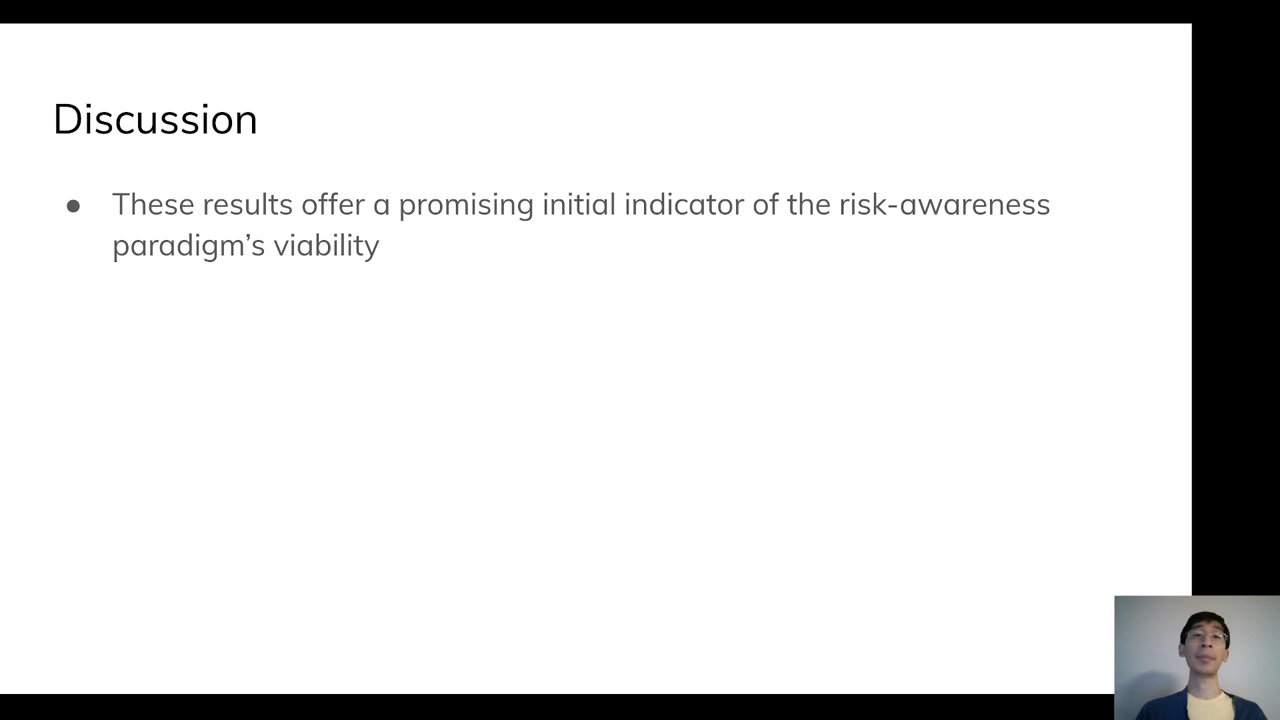 Discussion
● These results offer a promising initial indicator of the risk-awareness
paradigm’s viability